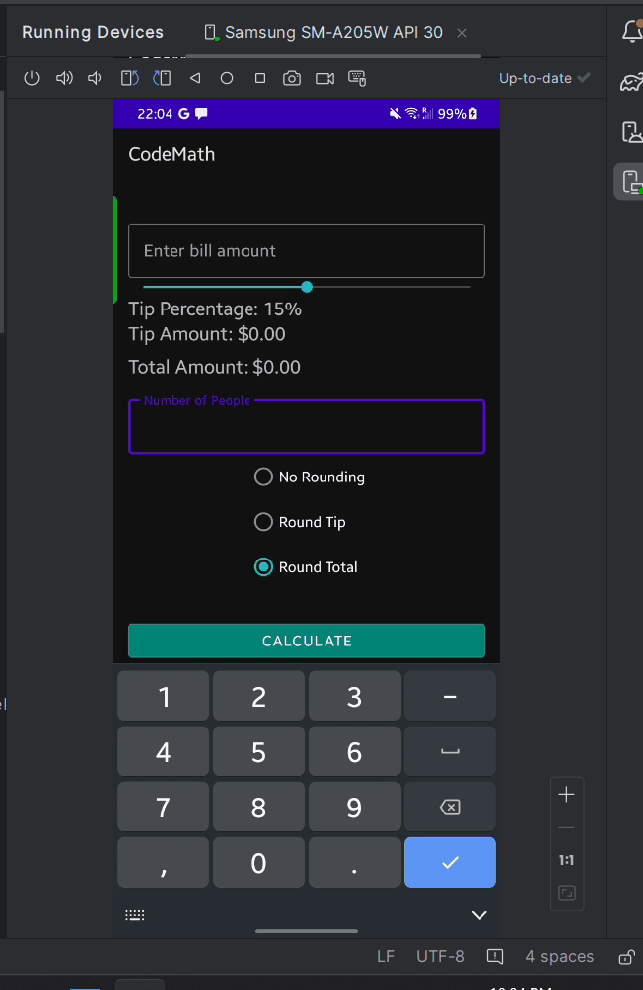 Running Devices
Samsung SM-A205W API 30
Up-to-date
22:04 G
R
99%
CodeMath
Enter bill amount
Tip Percentage: 15%
Tip Amount: $0.00
Total Amount: $0.00
Number of People
No Rounding
Round Tip
Round Total
CALCULATE
1 2 3 -
4 5 6
7 8 9
, 0 .
1:1
LF UTF-8 4 spaces